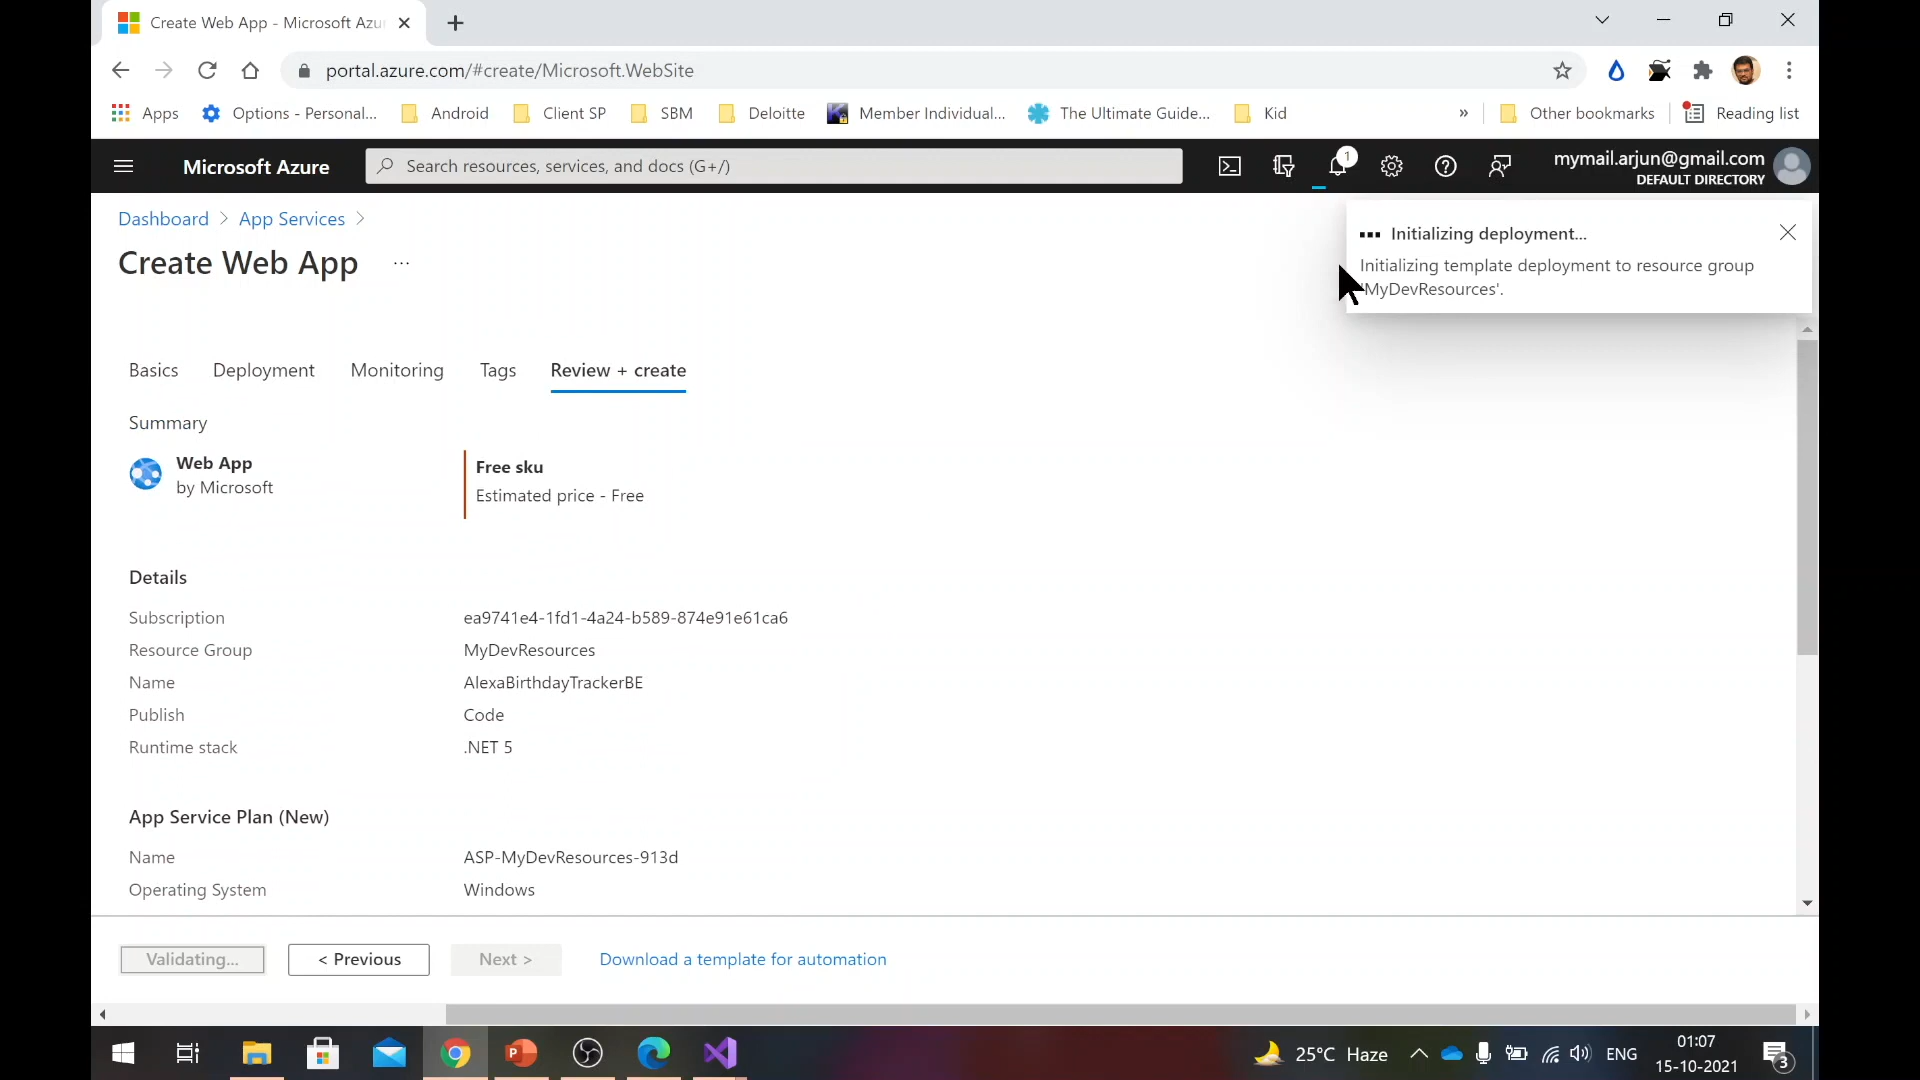 Create Web App - Microsoft Azur
portal.azure.com/#create/Microsoft.WebSite
Apps
Options - Personal...
Android
Client SP
SBM
Deloitte
Member Individual...
The Ultimate Guide...
Kid
»
Other bookmarks
Reading list
Microsoft Azure
Search resources, services, and docs (G+/)
1
mymail.arjun@gmail.com
DEFAULT DIRECTORY
Dashboard > App Services >
Create Web App ...
Initializing deployment...
Initializing template deployment to resource group
'MyDevResources'.
Basics
Deployment
Monitoring
Tags
Review + create
Summary
Web App
by Microsoft
Free sku
Estimated price - Free
Details
Subscription ea9741e4-1fd1-4a24-b589-874e91e61ca6
Resource Group MyDevResources
Name AlexaBirthdayTrackerBE
Publish Code
Runtime stack .NET 5
App Service Plan (New)
Name ASP-MyDevResources-913d
Operating System Windows
Validating...
< Previous
Next >
Download a template for automation
25°C Haze
ENG
01:07
15-10-2021
3